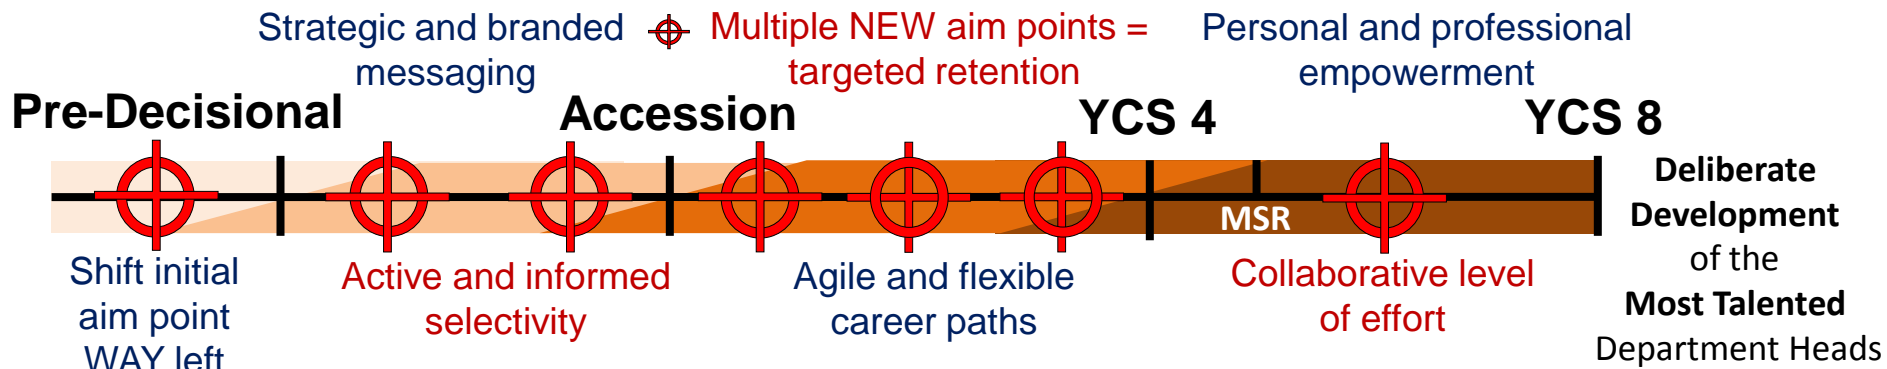 Strategic and branded
messaging
Multiple NEW aim points =
targeted retention
Personal and professional
empowerment
Pre-Decisional
Accession
YCS 4
YCS 8
MSR
Shift initial
aim point
WAY left
Active and informed
selectivity
Agile and flexible
career paths
Collaborative level
of effort
Deliberate
Development
of the
Most Talented
Department Heads